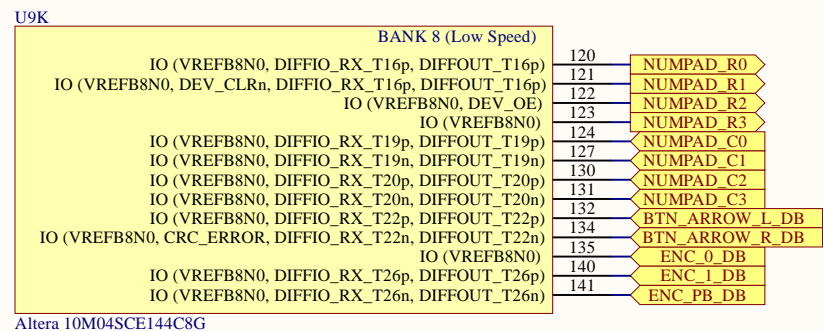 U9K
BANK 8 (Low Speed)
IO (VREFB8N0, DIFFIO_RX_T16p, DIFFOUT_T16p) 120 NUMPAD_R0
IO (VREFB8N0, DEV_CLRn, DIFFIO_RX_T16p, DIFFOUT_T16p) 121 NUMPAD_R1
IO (VREFB8N0, DEV_OE) 122 NUMPAD_R2
IO (VREFB8N0) 123 NUMPAD_R3
IO (VREFB8N0, DIFFIO_RX_T19p, DIFFOUT_T19p) 124 NUMPAD_C0
IO (VREFB8N0, DIFFIO_RX_T19n, DIFFOUT_T19n) 127 NUMPAD_C1
IO (VREFB8N0, DIFFIO_RX_T20p, DIFFOUT_T20p) 130 NUMPAD_C2
IO (VREFB8N0, DIFFIO_RX_T20n, DIFFOUT_T20n) 131 NUMPAD_C3
IO (VREFB8N0, DIFFIO_RX_T22p, DIFFOUT_T22p) 132 BTN_ARROW_L_DB
IO (VREFB8N0, CRC_ERROR, DIFFIO_RX_T22n, DIFFOUT_T22n) 134 BTN_ARROW_R_DB
IO (VREFB8N0) 135 ENC_0_DB
IO (VREFB8N0, DIFFIO_RX_T26p, DIFFOUT_T26p) 140 ENC_1_DB
IO (VREFB8N0, DIFFIO_RX_T26n, DIFFOUT_T26n) 141 ENC_PB_DB
Altera 10M04SCE144C8G